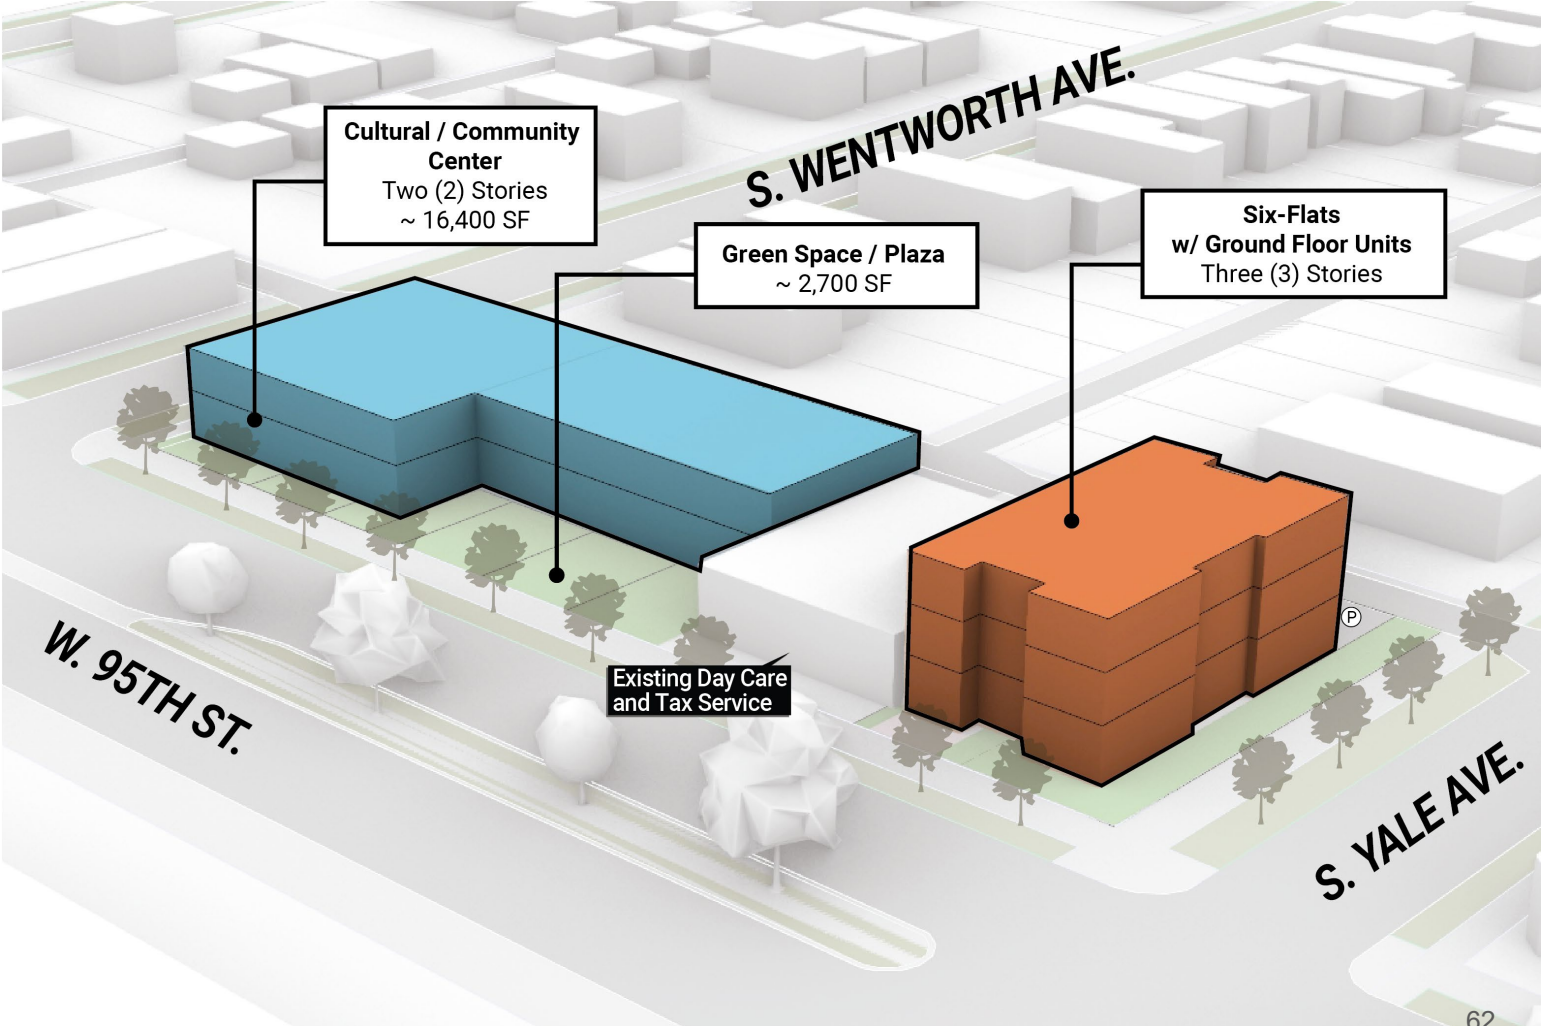 S. WENTWORTH AVE.
Cultural / Community
Center
Two (2) Stories
~ 16,400 SF
Green Space / Plaza
~ 2,700 SF
Six-Flats
w/ Ground Floor Units
Three (3) Stories
P
Existing Day Care
and Tax Service
W. 95TH ST.
S. YALE AVE.
62